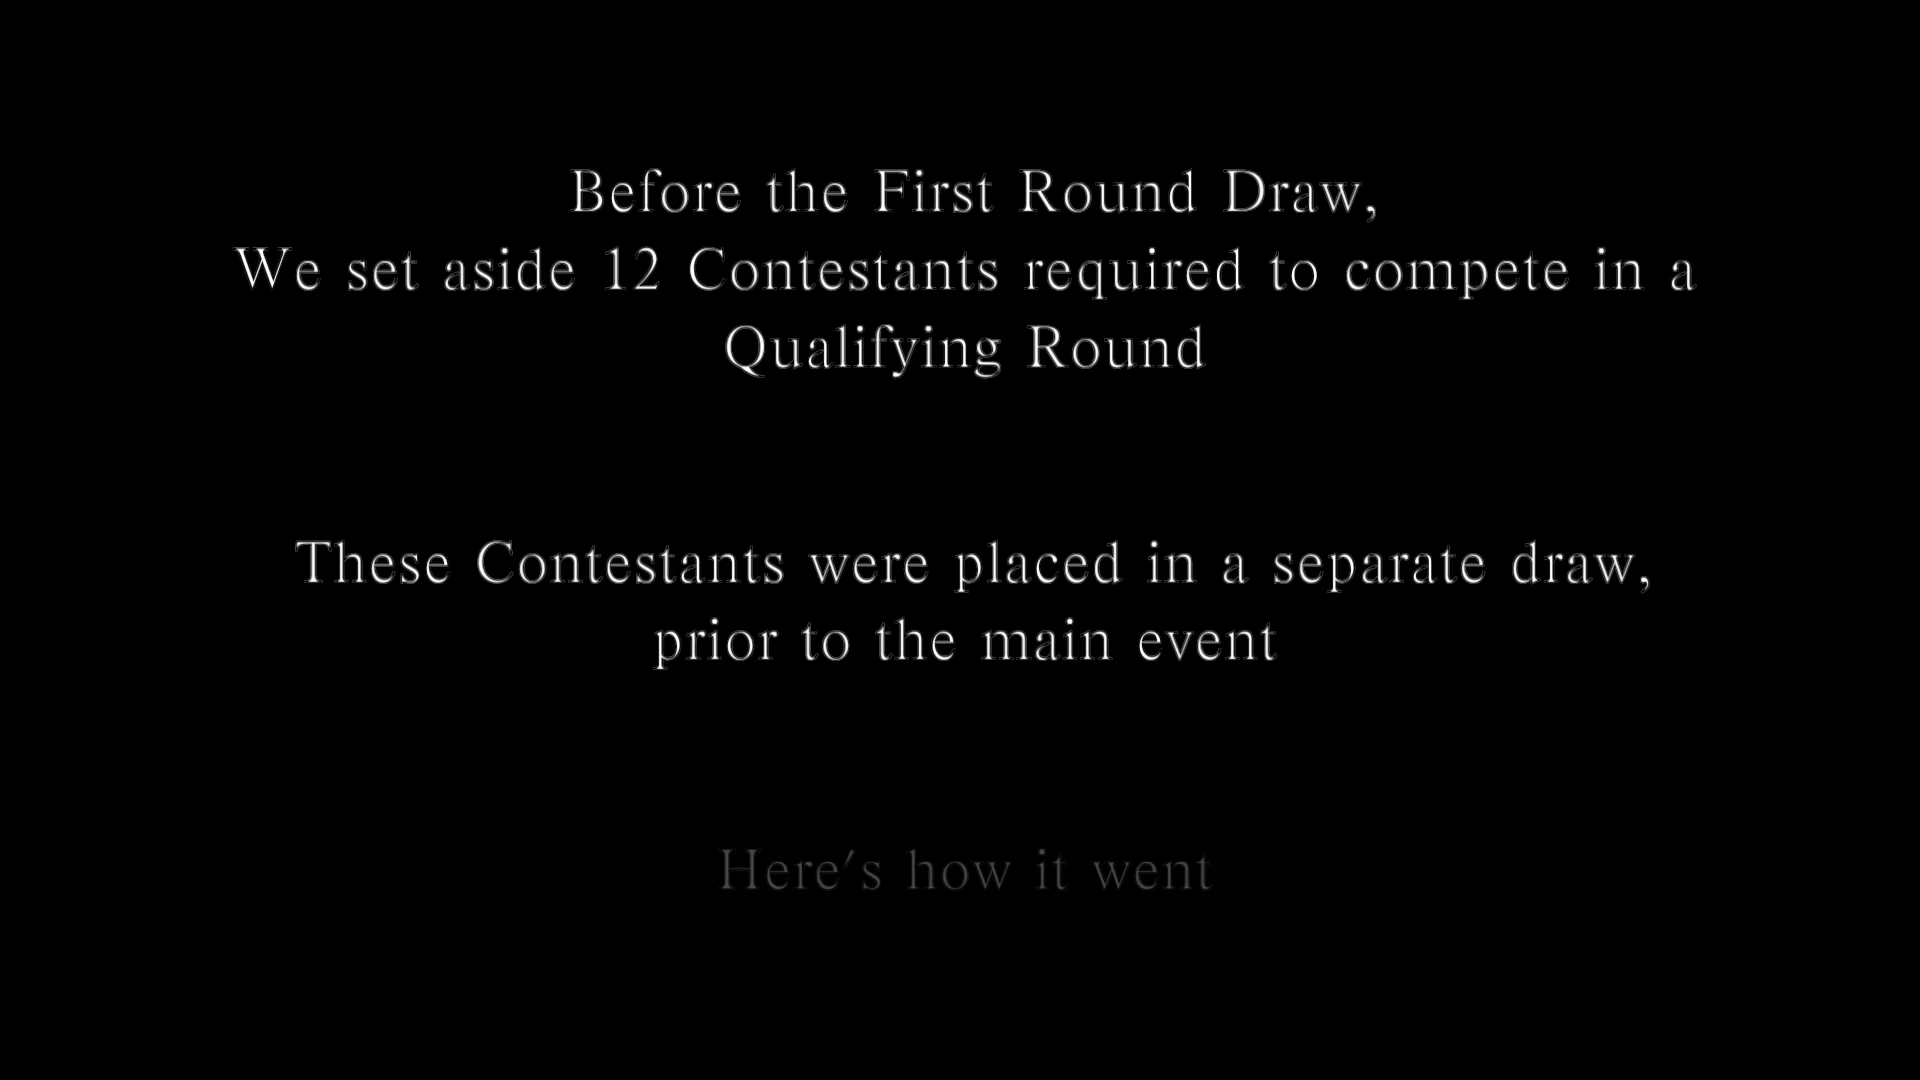 Before the First Round Draw,
We set aside 12 Contestants required to compete in a
Qualifying Round
These Contestants were placed in a separate draw,
prior to the main event
Here's how it went